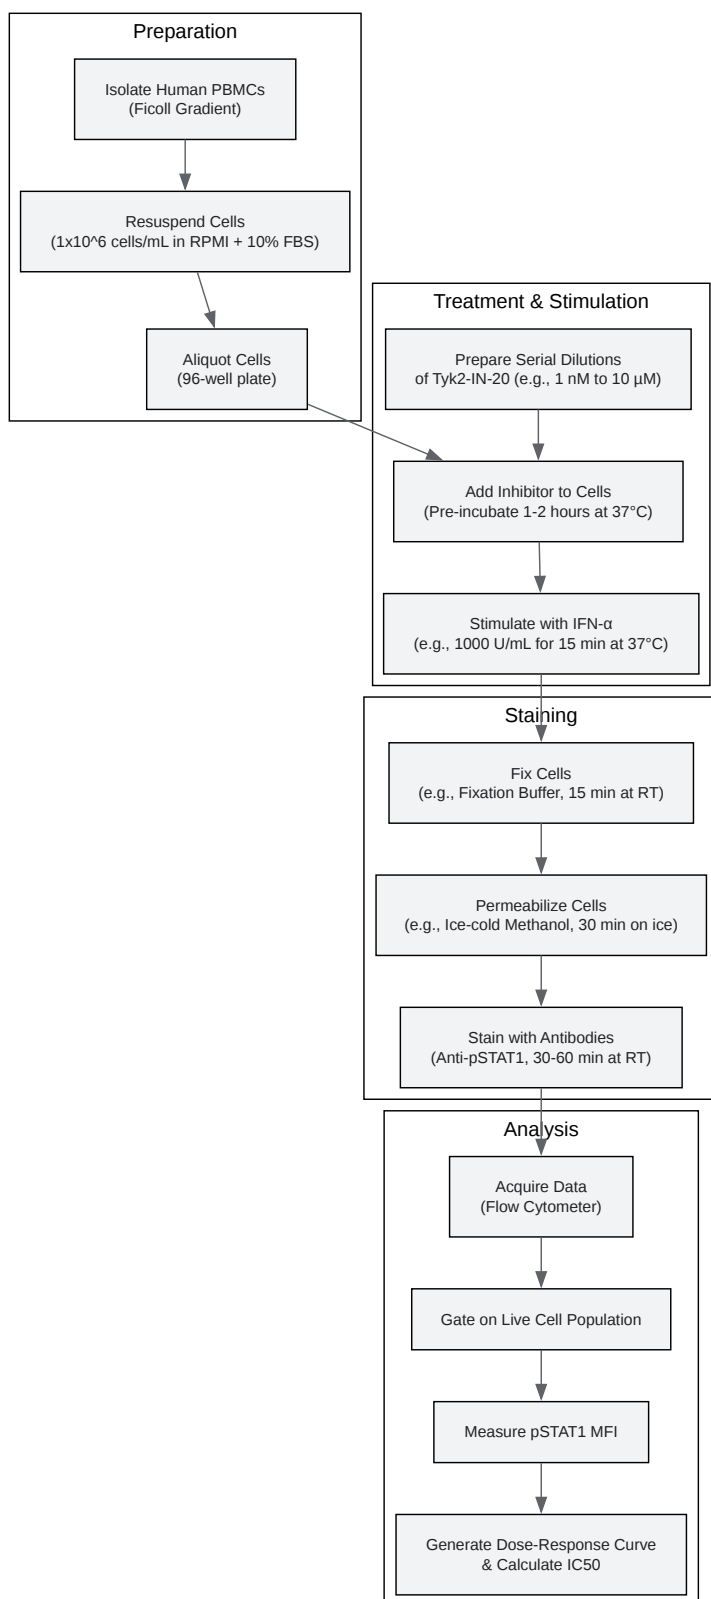 Preparation
Isolate Human PBMCs
(Ficoll Gradient)
Resuspend Cells
(1x10^6 cells/mL in RPMI + 10% FBS)
Aliquot Cells
(96-well plate)
Treatment & Stimulation
Prepare Serial Dilutions
of Tyk2-IN-20 (e.g., 1 nM to 10 µM)
Add Inhibitor to Cells
(Pre-incubate 1-2 hours at 37°C)
Stimulate with IFN-α
(e.g., 1000 U/mL for 15 min at 37°C)
Staining
Fix Cells
(e.g., Fixation Buffer, 15 min at RT)
Permeabilize Cells
(e.g., Ice-cold Methanol, 30 min on ice)
Stain with Antibodies
(Anti-pSTAT1, 30-60 min at RT)
Analysis
Acquire Data
(Flow Cytometer)
Gate on Live Cell Population
Measure pSTAT1 MFI
Generate Dose-Response Curve
& Calculate IC50